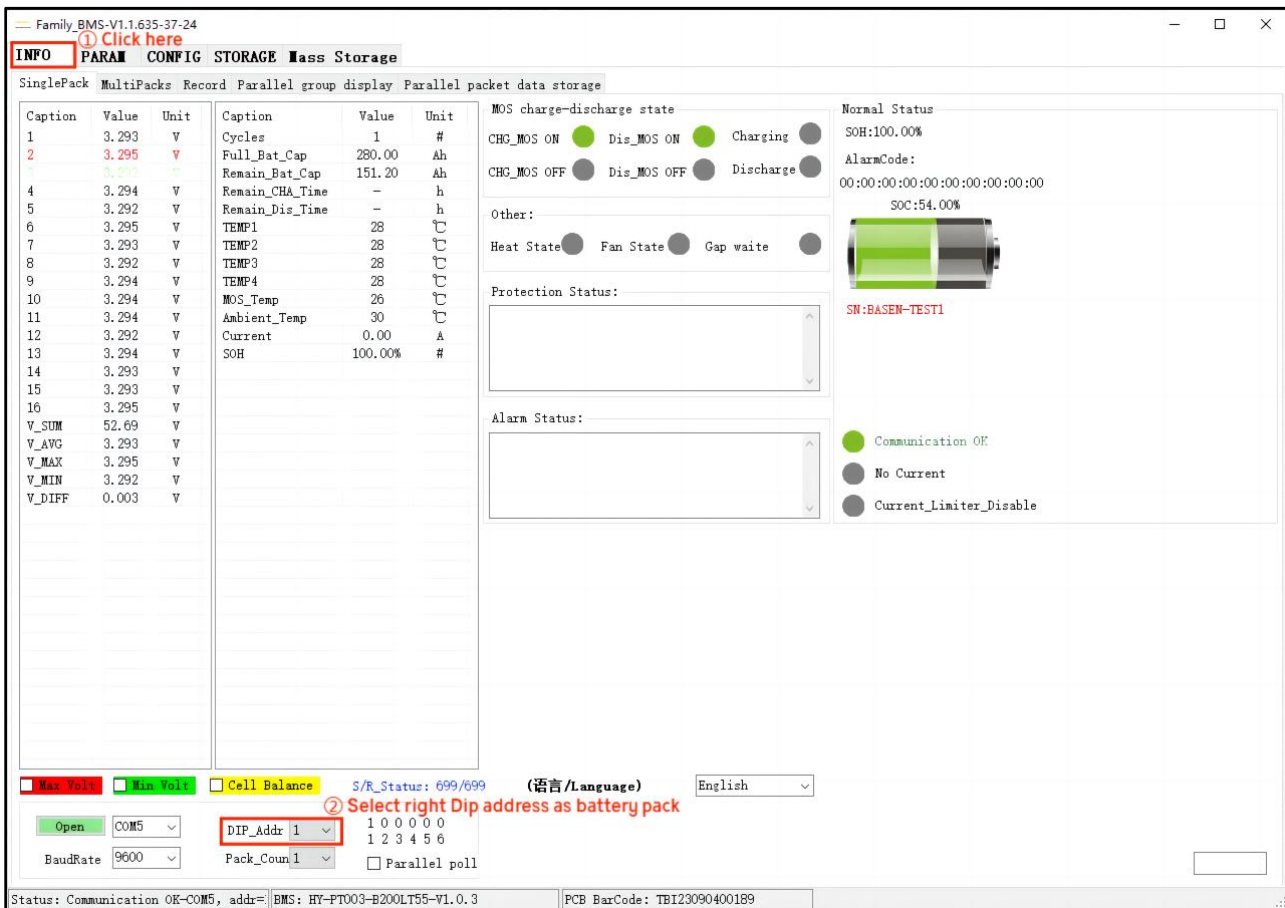 Family_BMS-V1.1.635-37-24
① Click here
INFO PARAM CONFIG STORAGE Mass Storage
SinglePack MultiPacks Record Parallel group display Parallel packet data storage
Caption Value Unit
1 3.293 V
2 3.295 V
4 3.294 V
5 3.292 V
6 3.295 V
7 3.293 V
8 3.292 V
9 3.294 V
10 3.294 V
11 3.294 V
12 3.292 V
13 3.294 V
14 3.293 V
15 3.293 V
16 3.295 V
V_SUM 52.69 V
V_AVG 3.293 V
V_MAX 3.295 V
V_MIN 3.292 V
V_DIFF 0.003 V
Caption Value Unit
Cycles 1 #
Full_Bat_Cap 280.00 Ah
Remain_Bat_Cap 151.20 Ah
Remain_CHA_Time - h
Remain_Dis_Time - h
TEMP1 28 ℃
TEMP2 28 ℃
TEMP3 28 ℃
TEMP4 28 ℃
MOS_Temp 26 ℃
Ambient_Temp 30 ℃
Current 0.00 A
SOH 100.00% #
MOS charge-discharge state
CHG_MOS ON Dis_MOS ON Charging
CHG_MOS OFF Dis_MOS OFF Discharge
Other:
Heat State Fan State Gap waite
Protection Status:
Alarm Status:
Normal Status
SOH:100.00%
AlarmCode:
00:00:00:00:00:00:00:00:00:00
SOC:54.00%
SN:BASEN-TEST1
Communication OK
No Current
Current_Limiter_Disable
Max Volt Min Volt Cell Balance S/R_Status: 699/699 (语言/Language) English
② Select right Dip address as battery pack
Open COM5 DIP_Addr 1 1 0 0 0 0 0
1 2 3 4 5 6
BaudRate 9600 Pack_Coun 1 Parallel poll
Status: Communication OK-COM5, addr= BMS: HY-PT003-B200LT55-V1.0.3 PCB BarCode: TBI23090400189